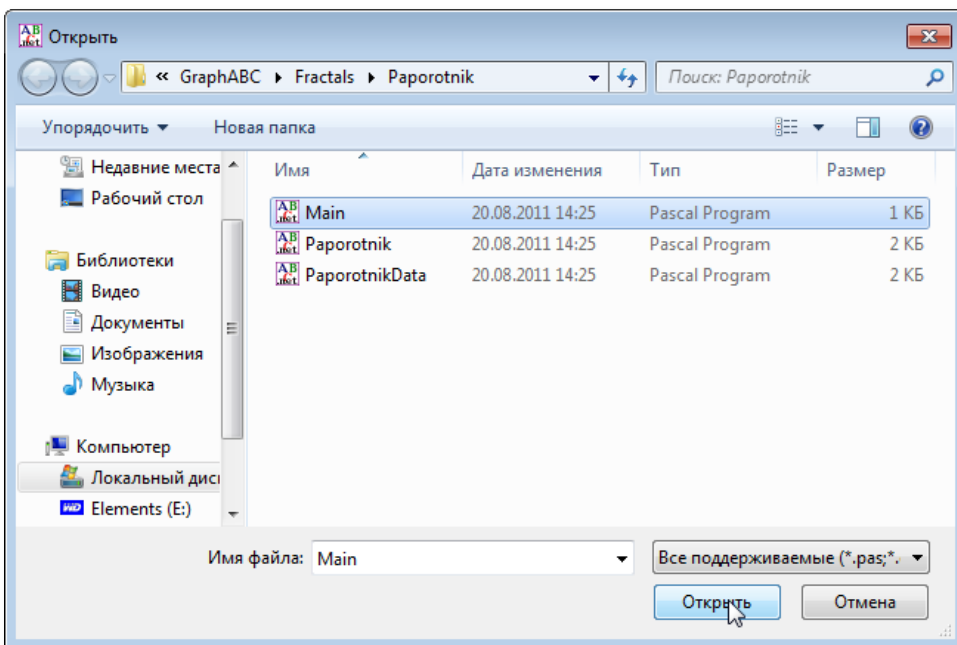 Открыть
« GraphABC Fractals Paporotnik Поиск: Paporotnik
Упорядочить Новая папка
Недавние места
Рабочий стол
Библиотеки
Видео
Документы
Изображения
Музыка
Компьютер
Локальный диск
Elements (E:)
Имя Дата изменения Тип Размер
Main 20.08.2011 14:25 Pascal Program 1 КБ
Paporotnik 20.08.2011 14:25 Pascal Program 2 КБ
PaporotnikData 20.08.2011 14:25 Pascal Program 2 КБ
Имя файла: Main Все поддерживаемые (*.pas;*.
Открыть Отмена